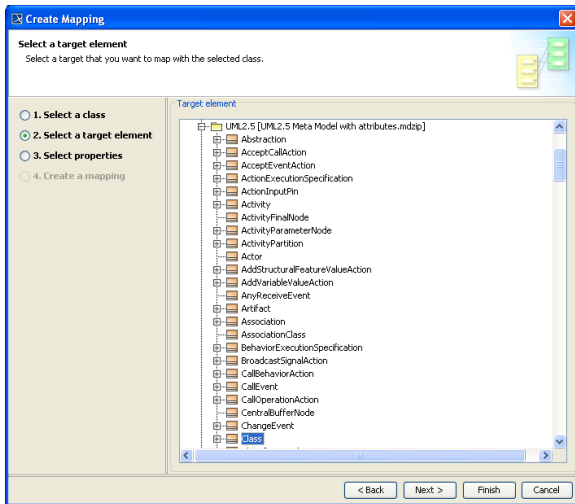 Create Mapping
Select a target element
Select a target that you want to map with the selected class.
1. Select a class
2. Select a target element
3. Select properties
4. Create a mapping
Target element
UML2.5 [UML2.5 Meta Model with attributes.mdzip]
Abstraction
AcceptCallAction
AcceptEventAction
ActionExecutionSpecification
ActionInputPin
Activity
ActivityFinalNode
ActivityParameterNode
ActivityPartition
Actor
AddStructuralFeatureValueAction
AddVariableValueAction
AnyReceiveEvent
Artifact
Association
AssociationClass
BehaviorExecutionSpecification
BroadcastSignalAction
CallBehaviorAction
CallEvent
CallOperationAction
CentralBufferNode
ChangeEvent
Class
< Back Next > Finish Cancel